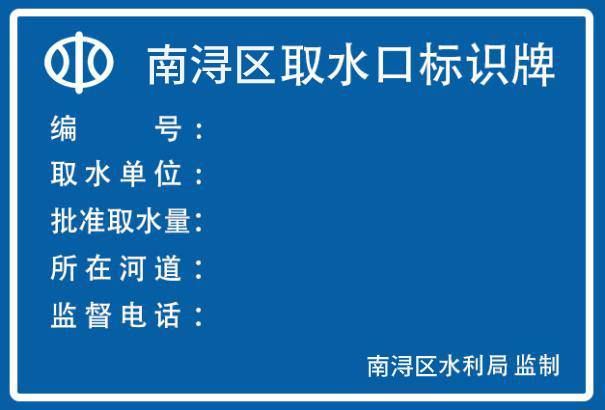 南浔区取水口标识牌
编 号：
取水单位：
批准取水量：
所在河道：
监督电话：
南浔区水利局 监制